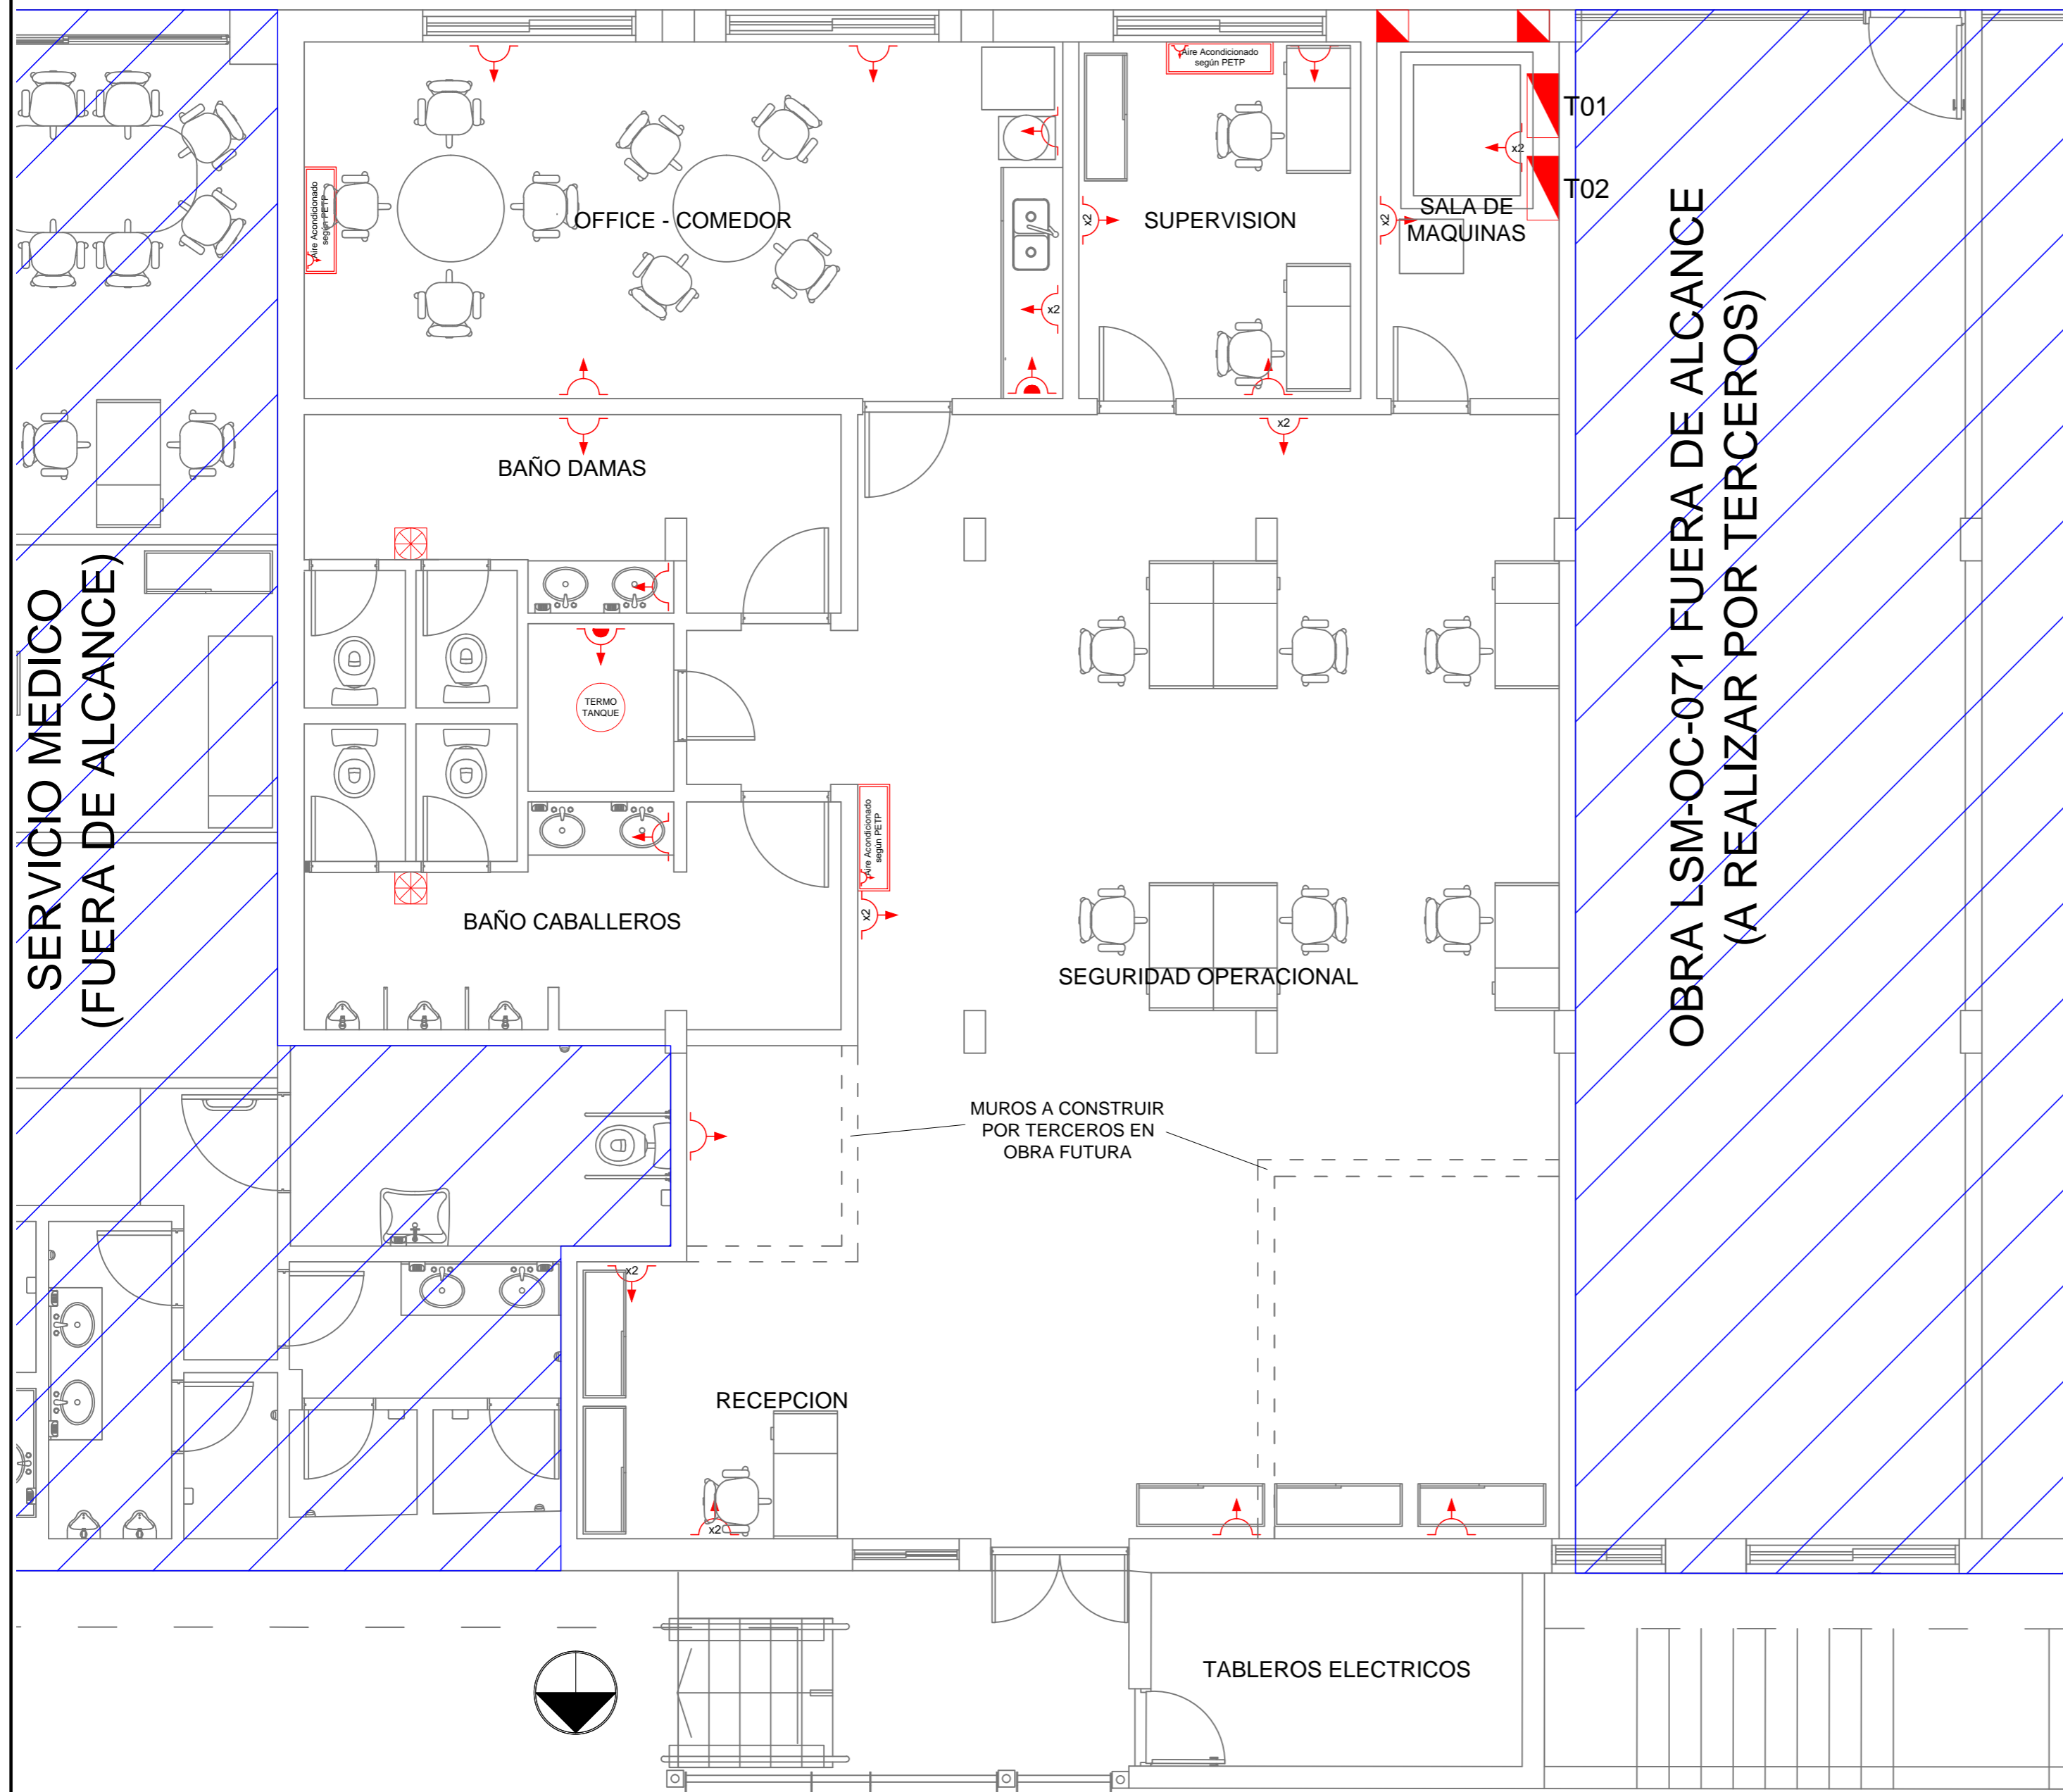 Aire Acondicionado
según PETP
T01
x2
T02
Aire Acondicionado
según PETP
OFFICE - COMEDOR
x2
SUPERVISION
x2
SALA DE
MAQUINAS
x2
x2
BAÑO DAMAS
SERVICIO MEDICO
(FUERA DE ALCANCE)
OBRA LSM-OC-071 FUERA DE ALCANCE
(A REALIZAR POR TERCEROS)
TERMO
TANQUE
Aire Acondicionado
según PETP
x2
BAÑO CABALLEROS
SEGURIDAD OPERACIONAL
MUROS A CONSTRUIR
POR TERCEROS EN
OBRA FUTURA
x2
RECEPCION
x2
TABLEROS ELECTRICOS